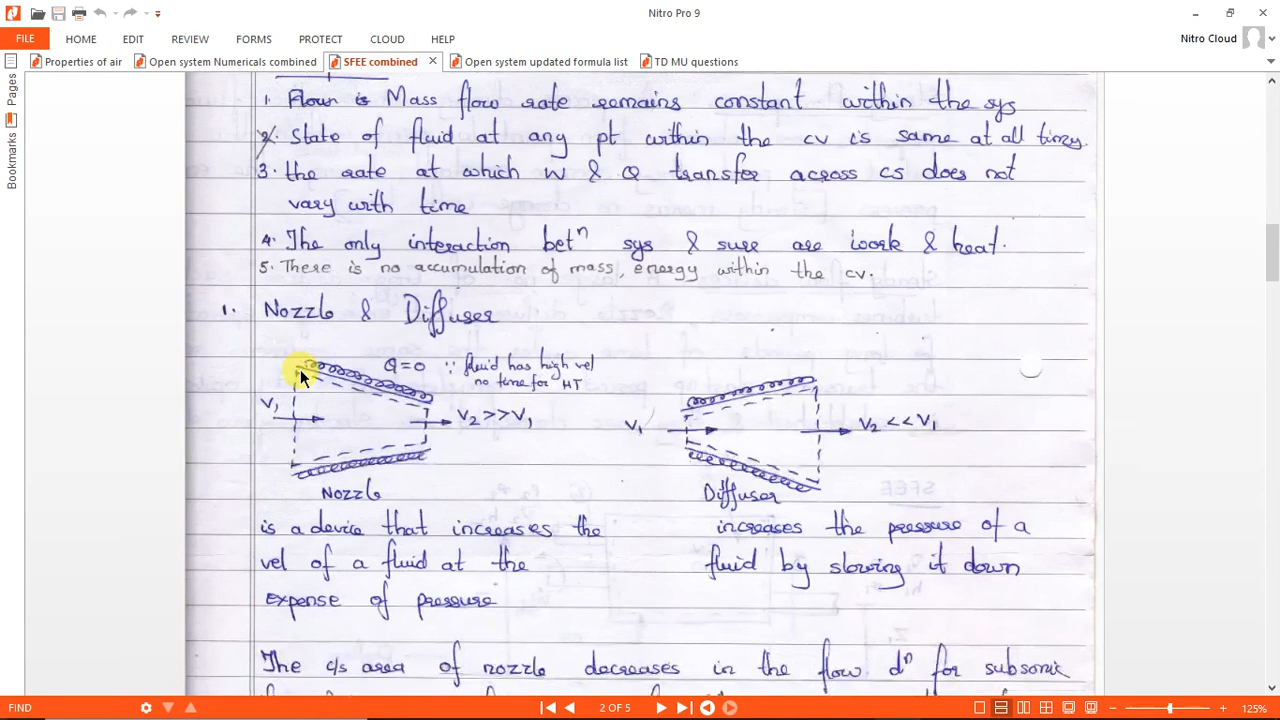 Nitro Pro 9
FILE HOME EDIT REVIEW FORMS PROTECT CLOUD HELP Nitro Cloud
Properties of air Open system Numericals combined SFEE combined Open system updated formula list TD MU questions
Pages
Bookmarks
1. Mass flow rate remains constant within the sys
2. State of fluid at any pt within the cv is same at all times
3. the rate at which W & Q transfer across cs does not
vary with time
4. The only interaction betn sys & surr are work & heat.
5. There is no accumulation of mass, energy within the cv.
1. Nozzle & Diffuser
Q=0 ∵ fluid has high vel
no time for HT
V1 V2 >> V1
V1 V2 << V1
Nozzle
Diffuser
is a device that increases the
vel of a fluid at the
expense of pressure
increases the pressure of a
fluid by slowing it down
The c/s area of nozzle decreases in the flow dn for subsonic
FIND 2 OF 5 125%